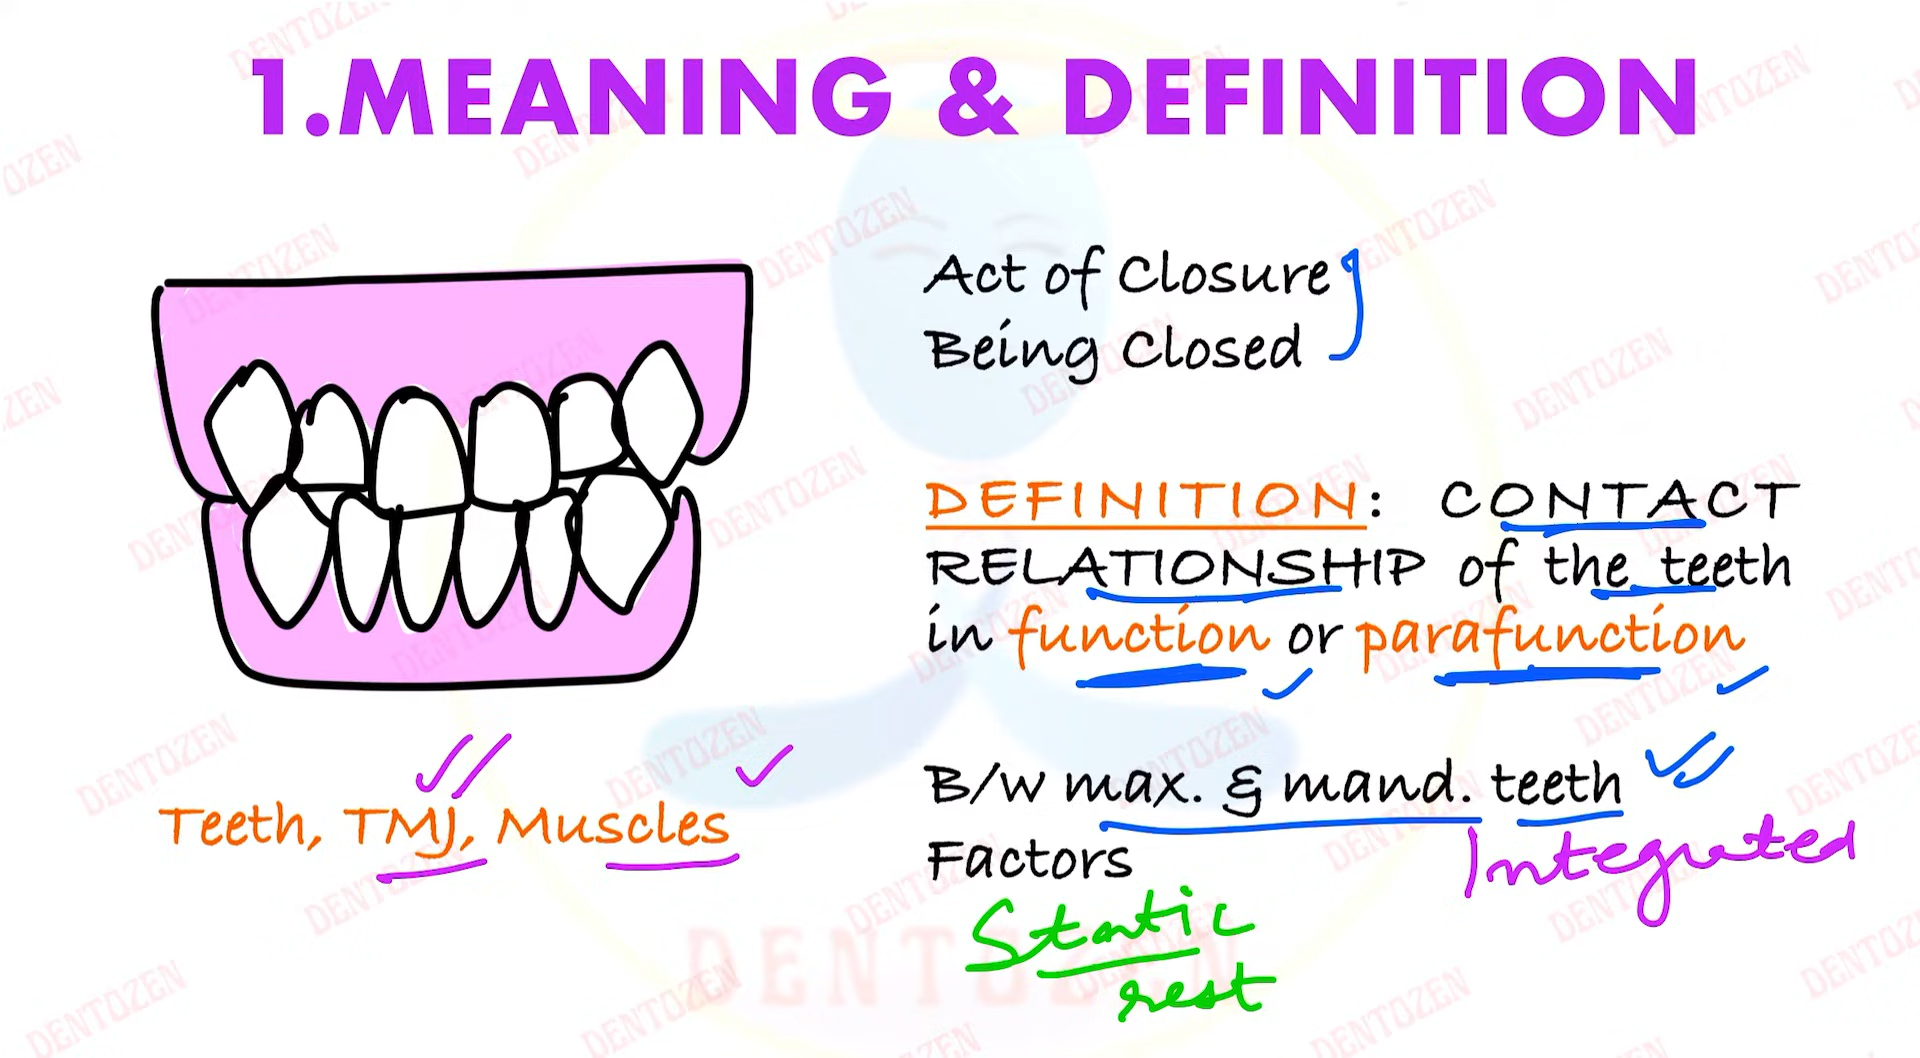 1.MEANING & DEFINITION
Act of Closure
Being Closed
DEFINITION: CONTACT
RELATIONSHIP of the teeth
in function or parafunction
Teeth, TMJ, Muscles
B/w max. & mand. teeth
Factors
Integrated
Static
rest
DENTOZEN